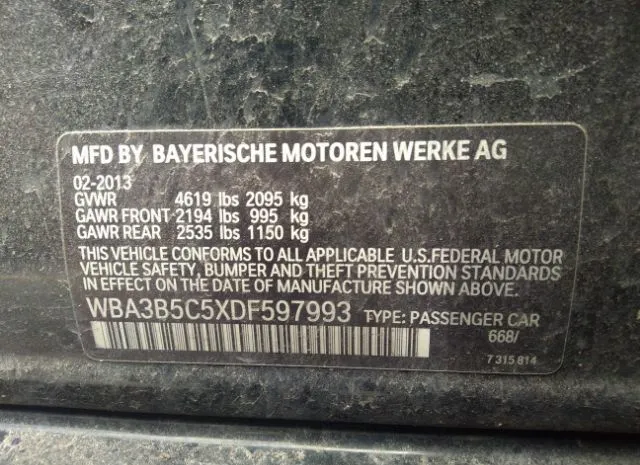 MFD BY BAYERISCHE MOTOREN WERKE AG
02-2013
GVWR 4619 lbs 2095 kg
GAWR FRONT 2194 lbs 995 kg
GAWR REAR 2535 lbs 1150 kg
THIS VEHICLE CONFORMS TO ALL APPLICABLE U.S.FEDERAL MOTOR
VEHICLE SAFETY, BUMPER AND THEFT PREVENTION STANDARDS
IN EFFECT ON THE DATE OF MANUFACTURE SHOWN ABOVE.
WBA3B5C5XDF597993 TYPE: PASSENGER CAR
668/
7 315 814